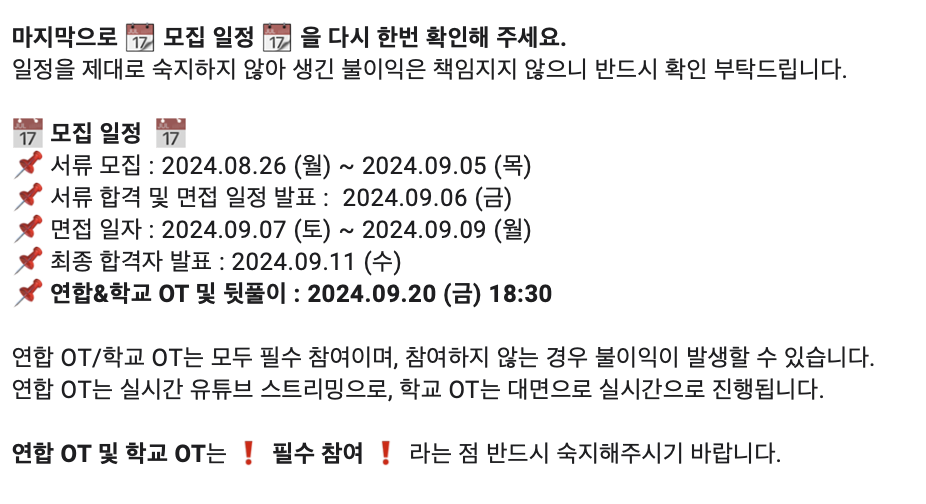 마지막으로 📅 모집 일정 📅 을 다시 한번 확인해 주세요.
일정을 제대로 숙지하지 않아 생긴 불이익은 책임지지 않으니 반드시 확인 부탁드립니다.
📅 모집 일정 📅
📌 서류 모집 : 2024.08.26 (월) ~ 2024.09.05 (목)
📌 서류 합격 및 면접 일정 발표 : 2024.09.06 (금)
📌 면접 일자 : 2024.09.07 (토) ~ 2024.09.09 (월)
📌 최종 합격자 발표 : 2024.09.11 (수)
📌 연합&학교 OT 및 뒷풀이 : 2024.09.20 (금) 18:30
연합 OT/학교 OT는 모두 필수 참여이며, 참여하지 않는 경우 불이익이 발생할 수 있습니다.
연합 OT는 실시간 유튜브 스트리밍으로, 학교 OT는 대면으로 실시간으로 진행됩니다.
연합 OT 및 학교 OT는 ❗ 필수 참여 ❗ 라는 점 반드시 숙지해주시기 바랍니다.